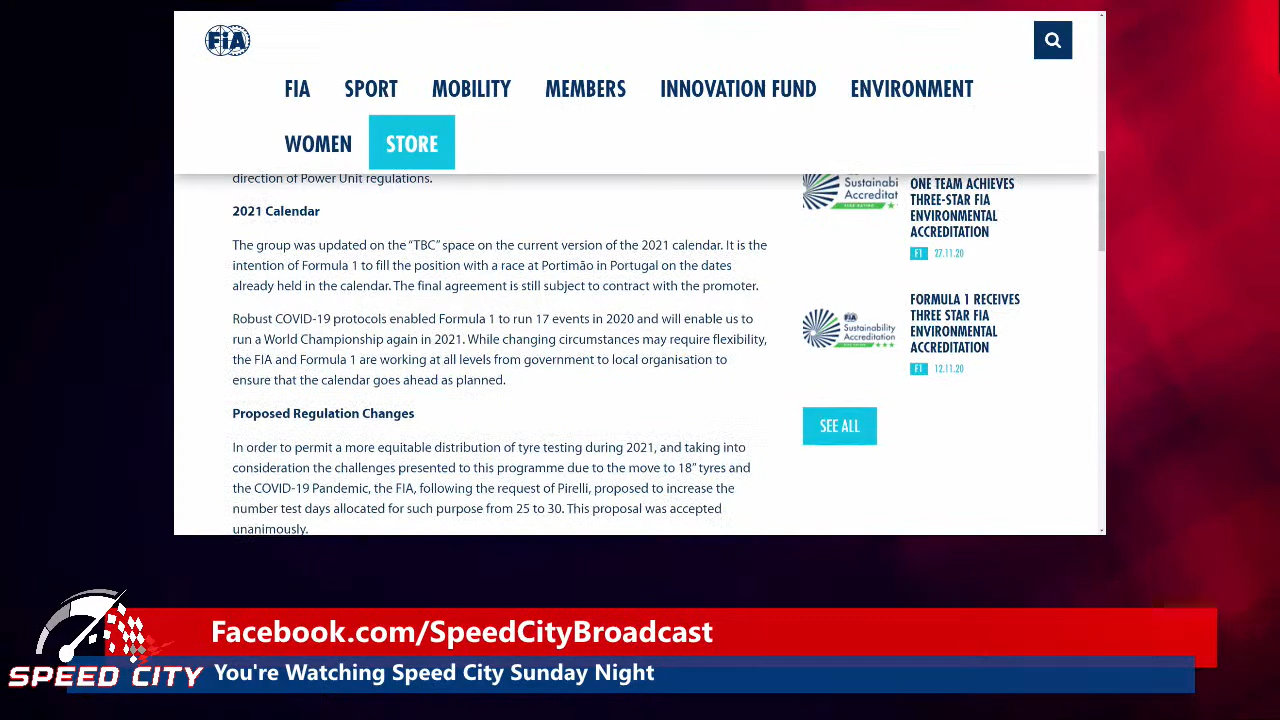 FiA
FIA SPORT MOBILITY MEMBERS INNOVATION FUND ENVIRONMENT
WOMEN STORE
direction of Power Unit regulations.
2021 Calendar
The group was updated on the “TBC” space on the current version of the 2021 calendar. It is the
intention of Formula 1 to fill the position with a race at Portimão in Portugal on the dates
already held in the calendar. The final agreement is still subject to contract with the promoter.
Robust COVID-19 protocols enabled Formula 1 to run 17 events in 2020 and will enable us to
run a World Championship again in 2021. While changing circumstances may require flexibility,
the FIA and Formula 1 are working at all levels from government to local organisation to
ensure that the calendar goes ahead as planned.
Proposed Regulation Changes
In order to permit a more equitable distribution of tyre testing during 2021, and taking into
consideration the challenges presented to this programme due to the move to 18” tyres and
the COVID-19 Pandemic, the FIA, following the request of Pirelli, proposed to increase the
number test days allocated for such purpose from 25 to 30. This proposal was accepted
unanimously.
Sustainabi
Accreditat
ONE TEAM ACHIEVES
THREE-STAR FIA
ENVIRONMENTAL
ACCREDITATION
F1 27.11.20
FiA
Sustainability
Accreditation
FORMULA 1 RECEIVES
THREE STAR FIA
ENVIRONMENTAL
ACCREDITATION
F1 12.11.20
SEE ALL
Facebook.com/SpeedCityBroadcast
You're Watching Speed City Sunday Night
SPEED CITY